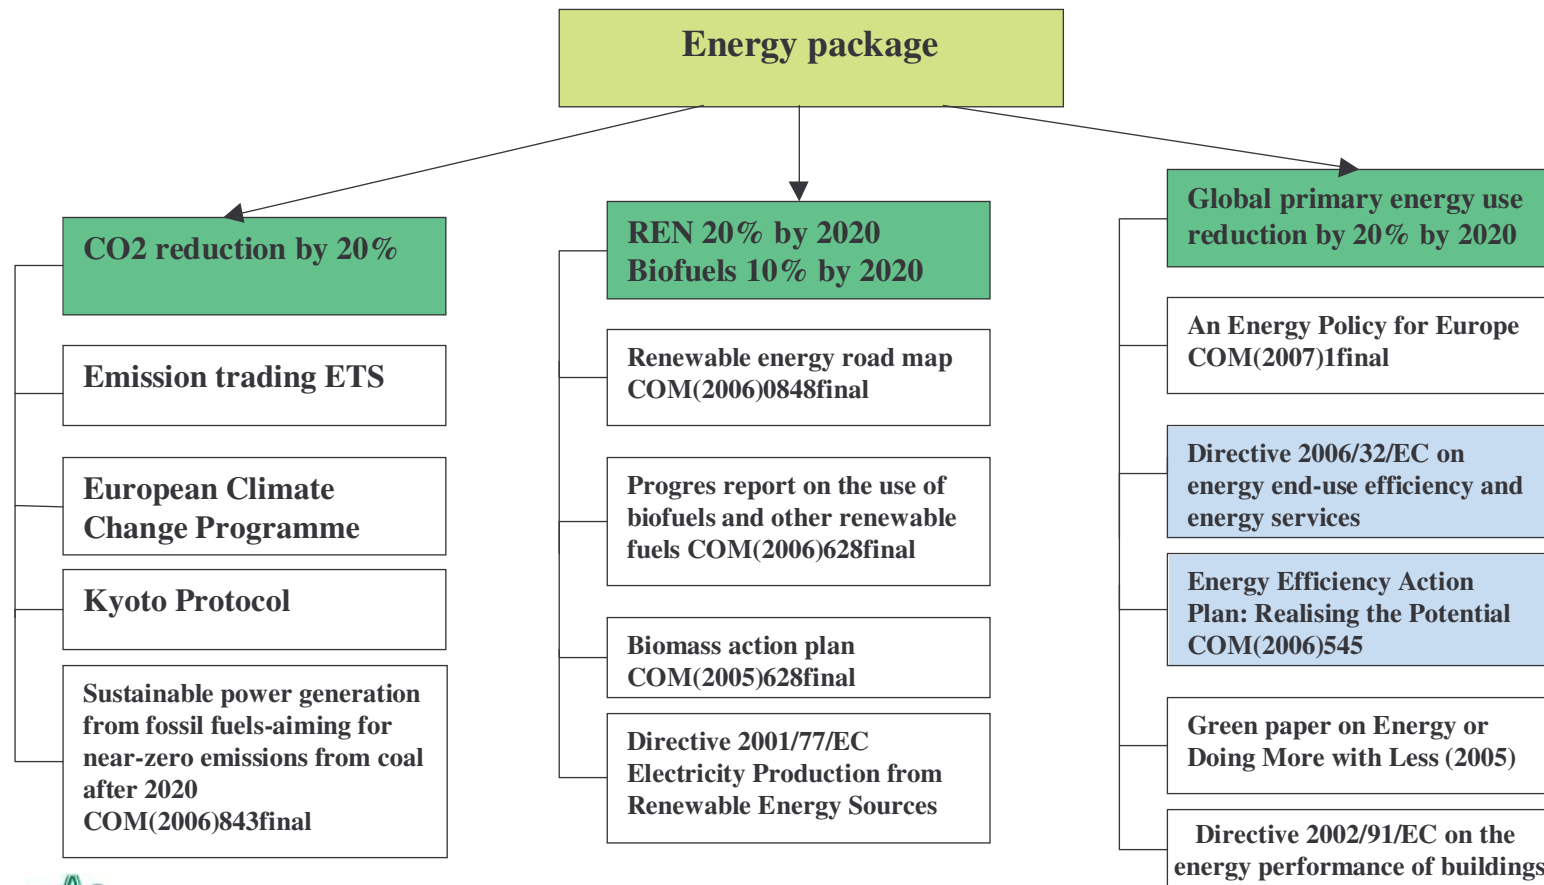 Energy package
CO2 reduction by 20%
Emission trading ETS
European Climate
Change Programme
Kyoto Protocol
Sustainable power generation
from fossil fuels-aiming for
near-zero emissions from coal
after 2020
COM(2006)843final
REN 20% by 2020
Biofuels 10% by 2020
Renewable energy road map
COM(2006)0848final
Progres report on the use of
biofuels and other renewable
fuels COM(2006)628final
Biomass action plan
COM(2005)628final
Directive 2001/77/EC
Electricity Production from
Renewable Energy Sources
Global primary energy use
reduction by 20% by 2020
An Energy Policy for Europe
COM(2007)1final
Directive 2006/32/EC on
energy end-use efficiency and
energy services
Energy Efficiency Action
Plan: Realising the Potential
COM(2006)545
Green paper on Energy or
Doing More with Less (2005)
Directive 2002/91/EC on the
energy performance of buildings